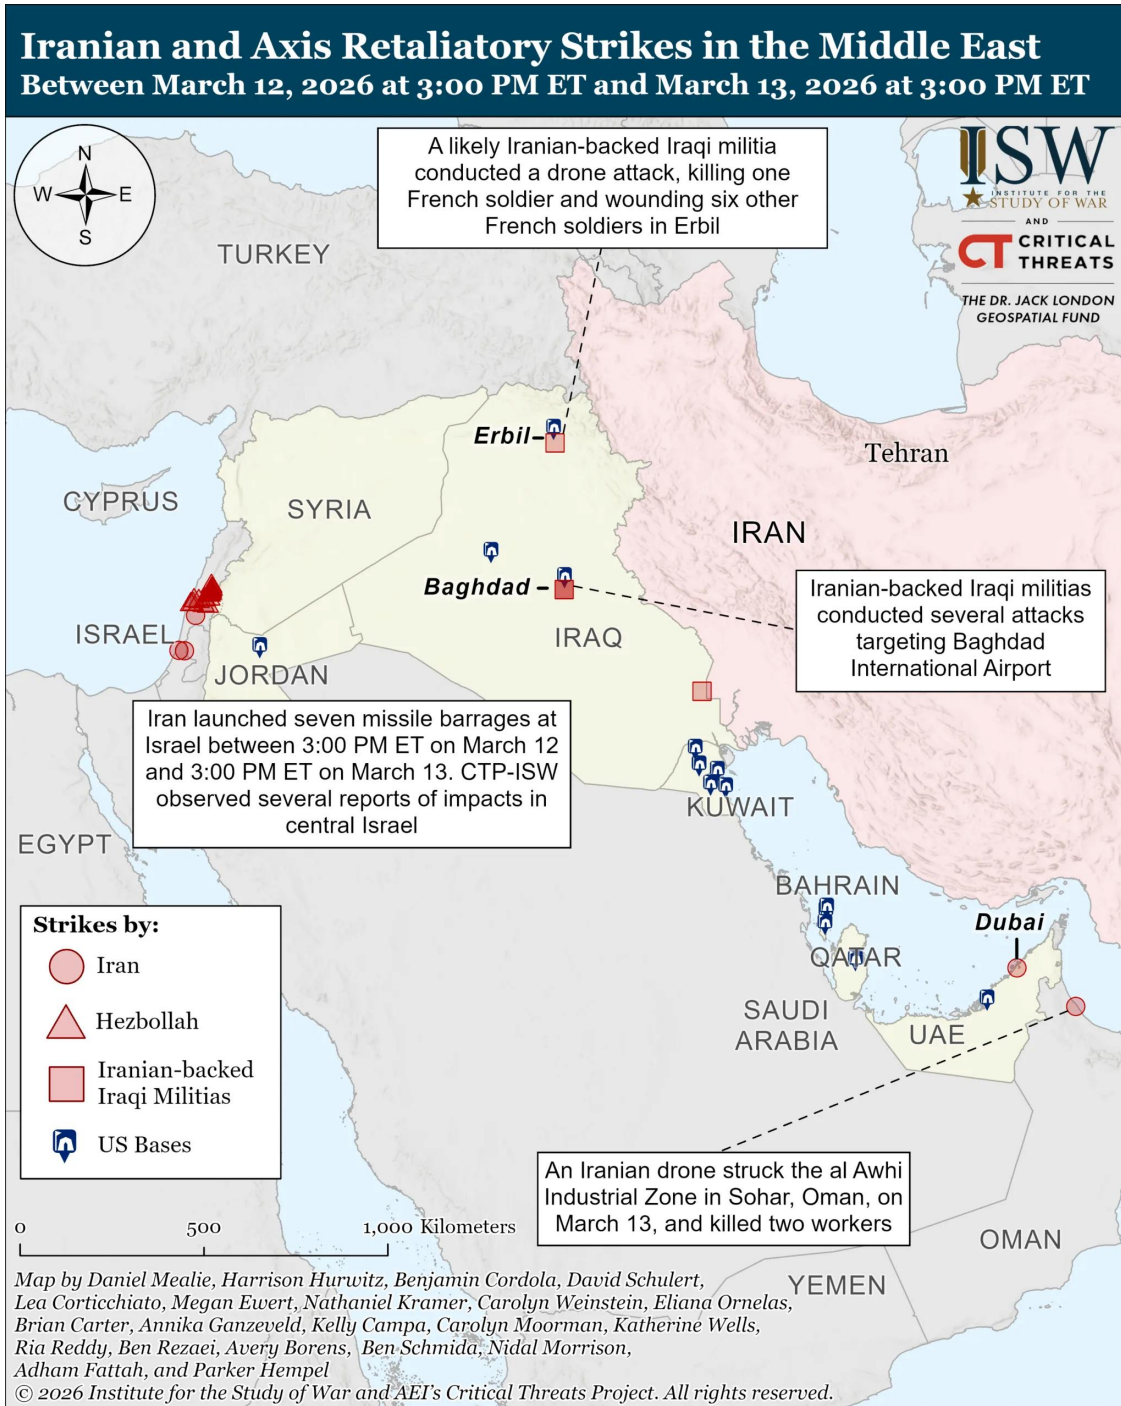 Iranian and Axis Retaliatory Strikes in the Middle East
Between March 12, 2026 at 3:00 PM ET and March 13, 2026 at 3:00 PM ET
N
W
E
S
A likely Iranian-backed Iraqi militia
conducted a drone attack, killing one
French soldier and wounding six other
French soldiers in Erbil
ISW
INSTITUTE FOR THE
STUDY OF WAR
AND
CT CRITICAL
THREATS
THE DR. JACK LONDON
GEOSPATIAL FUND
TURKEY
Erbil
Tehran
CYPRUS
SYRIA
IRAN
Baghdad
Iranian-backed Iraqi militias
conducted several attacks
targeting Baghdad
International Airport
ISRAEL
IRAQ
JORDAN
Iran launched seven missile barrages at
Israel between 3:00 PM ET on March 12
and 3:00 PM ET on March 13. CTP-ISW
observed several reports of impacts in
central Israel
KUWAIT
EGYPT
BAHRAIN
Dubai
QATAR
SAUDI
ARABIA
UAE
Strikes by:
Iran
Hezbollah
Iranian-backed
Iraqi Militias
US Bases
An Iranian drone struck the al Awhi
Industrial Zone in Sohar, Oman, on
March 13, and killed two workers
0 500 1,000 Kilometers
OMAN
YEMEN
Map by Daniel Mealie, Harrison Hurwitz, Benjamin Cordola, David Schulert,
Lea Corticchiato, Megan Ewert, Nathaniel Kramer, Carolyn Weinstein, Eliana Ornelas,
Brian Carter, Annika Ganzeveld, Kelly Campa, Carolyn Moorman, Katherine Wells,
Ria Reddy, Ben Rezaei, Avery Borens, Ben Schmida, Nidal Morrison,
Adham Fattah, and Parker Hempel
© 2026 Institute for the Study of War and AEI's Critical Threats Project. All rights reserved.